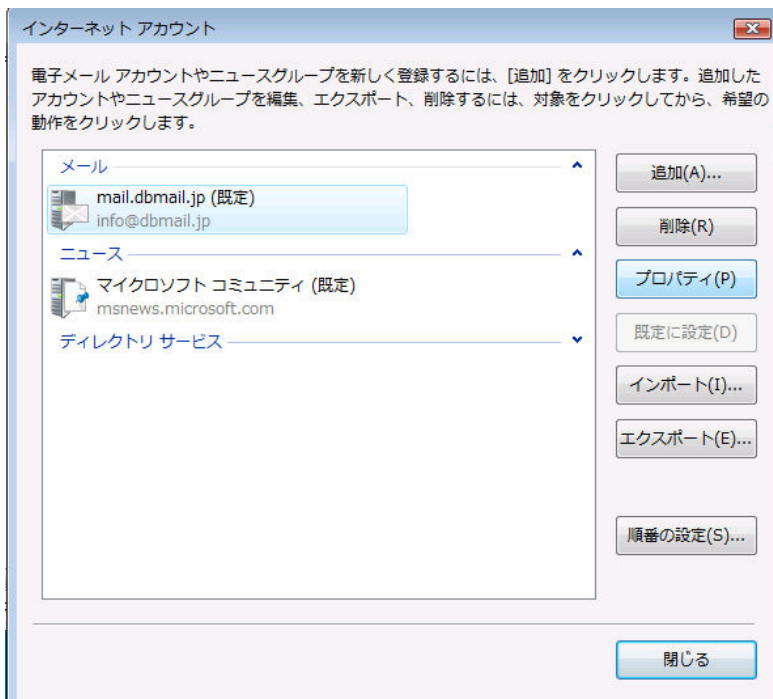 インターネット アカウント
電子メール アカウントやニュースグループを新しく登録するには、[追加] をクリックします。追加した
アカウントやニュースグループを編集、エクスポート、削除するには、対象をクリックしてから、希望の
動作をクリックします。
メール
mail.dbmail.jp (既定)
info@dbmail.jp
ニュース
マイクロソフト コミュニティ (既定)
msnews.microsoft.com
ディレクトリ サービス
追加(A)...
削除(R)
プロパティ(P)
既定に設定(D)
インポート(I)...
エクスポート(E)...
順番の設定(S)...
閉じる